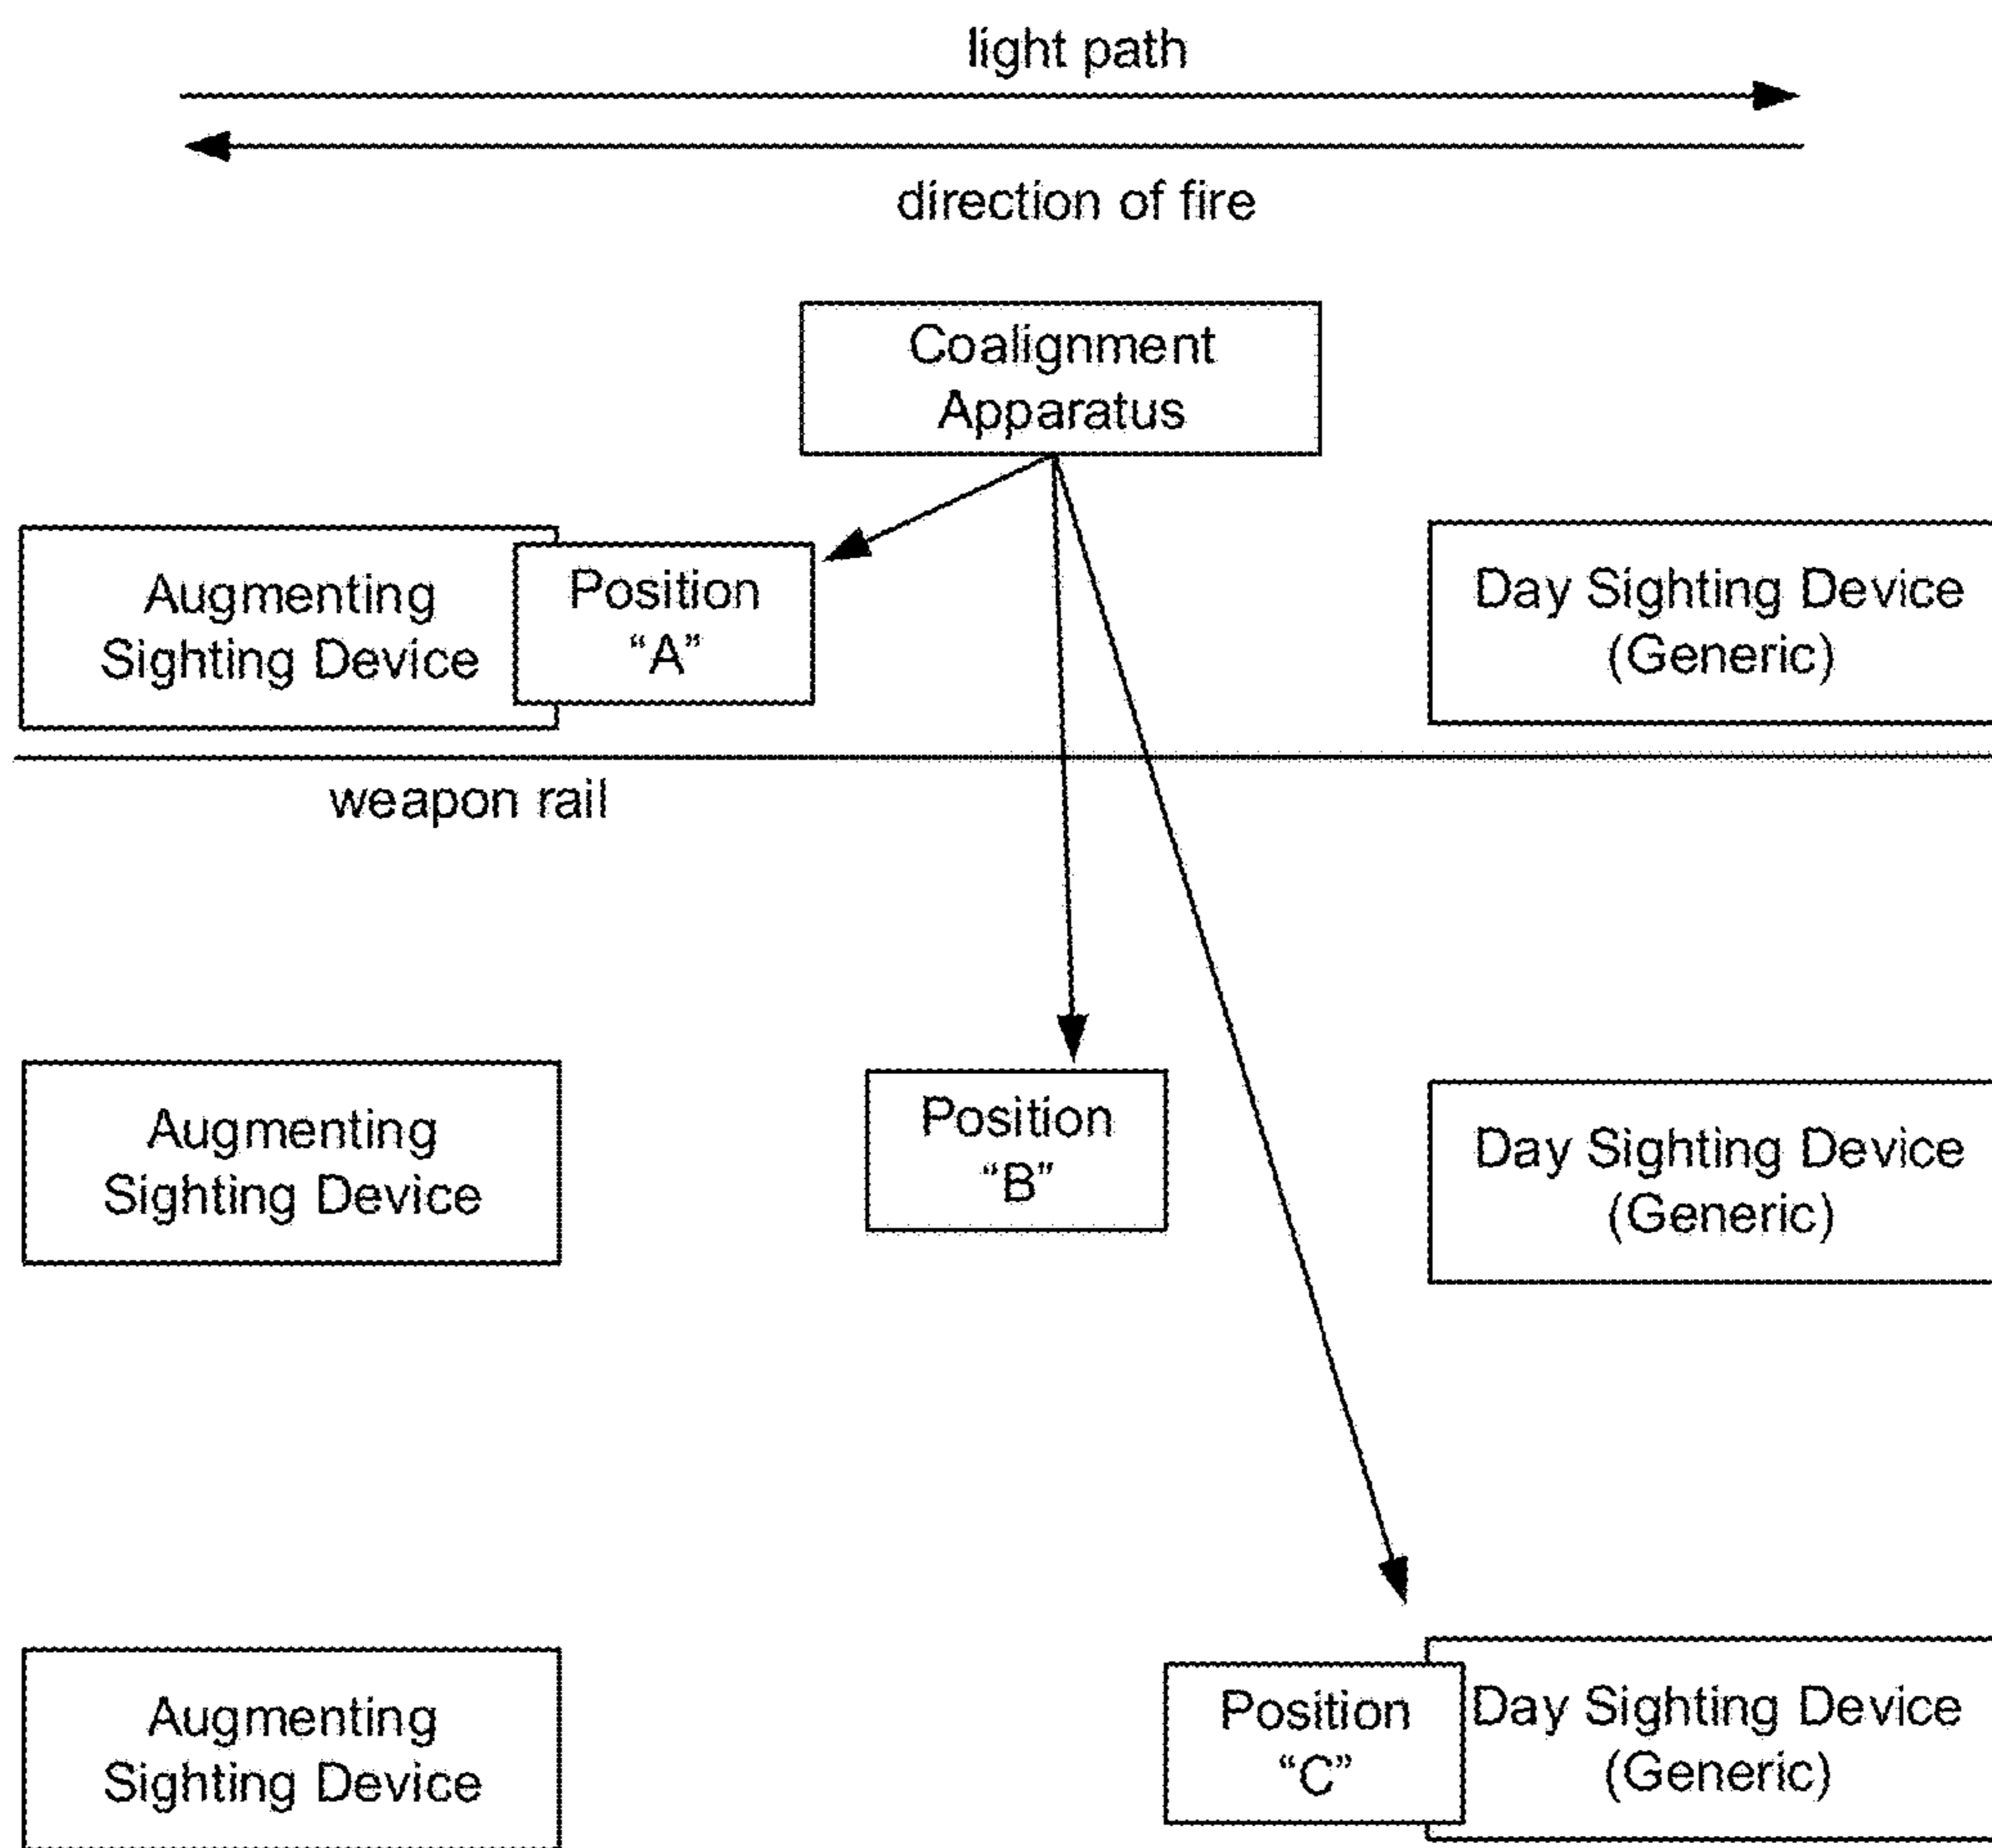 light path
direction of fire
Coalignment
Apparatus
Augmenting
Sighting Device
Position
“A”
Day Sighting Device
(Generic)
weapon rail
Augmenting
Sighting Device
Position
“B”
Day Sighting Device
(Generic)
Augmenting
Sighting Device
Position
“C”
Day Sighting Device
(Generic)